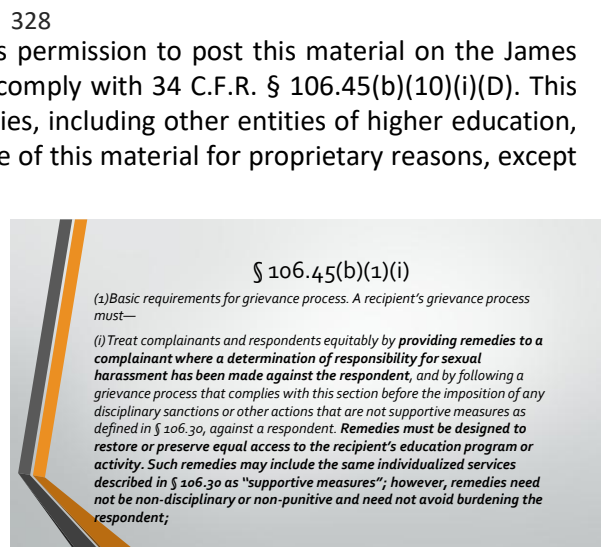 328
s permission to post this material on the James
comply with 34 C.F.R. § 106.45(b)(10)(i)(D). This
ies, including other entities of higher education,
e of this material for proprietary reasons, except
§ 106.45(b)(1)(i)
(1)Basic requirements for grievance process. A recipient's grievance process
must—
(i)Treat complainants and respondents equitably by providing remedies to a
complainant where a determination of responsibility for sexual
harassment has been made against the respondent, and by following a
grievance process that complies with this section before the imposition of any
disciplinary sanctions or other actions that are not supportive measures as
defined in § 106.30, against a respondent. Remedies must be designed to
restore or preserve equal access to the recipient's education program or
activity. Such remedies may include the same individualized services
described in § 106.30 as "supportive measures"; however, remedies need
not be non-disciplinary or non-punitive and need not avoid burdening the
respondent;